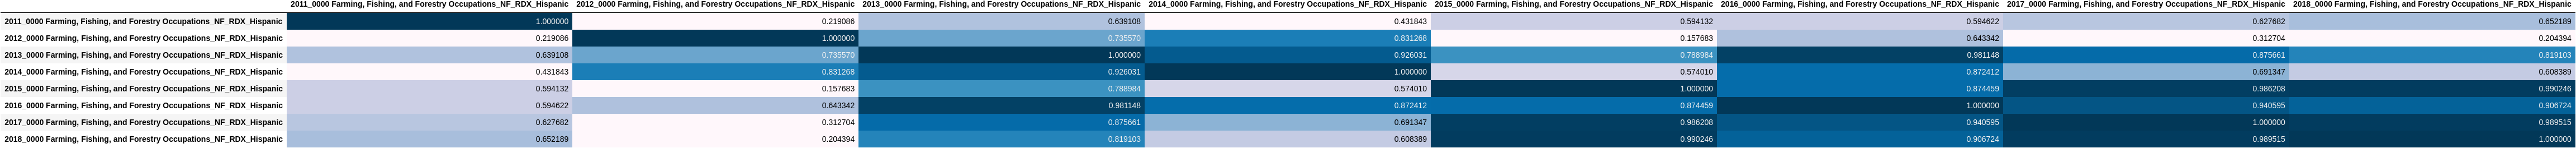 2011_0000 Farming, Fishing, and Forestry Occupations_NF_RDX_Hispanic 2012_0000 Farming, Fishing, and Forestry Occupations_NF_RDX_Hispanic 2013_0000 Farming, Fishing, and Forestry Occupations_NF_RDX_Hispanic 2014_0000 Farming, Fishing, and Forestry Occupations_NF_RDX_Hispanic 2015_0000 Farming, Fishing, and Forestry Occupations_NF_RDX_Hispanic 2016_0000 Farming, Fishing, and Forestry Occupations_NF_RDX_Hispanic 2017_0000 Farming, Fishing, and Forestry Occupations_NF_RDX_Hispanic 2018_0000 Farming, Fishing, and Forestry Occupations_NF_RDX_Hispanic
2011_0000 Farming, Fishing, and Forestry Occupations_NF_RDX_Hispanic 1.000000 0.219086 0.639108 0.431843 0.594132 0.594622 0.627682 0.652189
2012_0000 Farming, Fishing, and Forestry Occupations_NF_RDX_Hispanic 0.219086 1.000000 0.735570 0.831268 0.157683 0.643342 0.312704 0.204394
2013_0000 Farming, Fishing, and Forestry Occupations_NF_RDX_Hispanic 0.639108 0.735570 1.000000 0.926031 0.788984 0.981148 0.875661 0.819103
2014_0000 Farming, Fishing, and Forestry Occupations_NF_RDX_Hispanic 0.431843 0.831268 0.926031 1.000000 0.574010 0.872412 0.691347 0.608389
2015_0000 Farming, Fishing, and Forestry Occupations_NF_RDX_Hispanic 0.594132 0.157683 0.788984 0.574010 1.000000 0.874459 0.986208 0.990246
2016_0000 Farming, Fishing, and Forestry Occupations_NF_RDX_Hispanic 0.594622 0.643342 0.981148 0.872412 0.874459 1.000000 0.940595 0.906724
2017_0000 Farming, Fishing, and Forestry Occupations_NF_RDX_Hispanic 0.627682 0.312704 0.875661 0.691347 0.986208 0.940595 1.000000 0.989515
2018_0000 Farming, Fishing, and Forestry Occupations_NF_RDX_Hispanic 0.652189 0.204394 0.819103 0.608389 0.990246 0.906724 0.989515 1.000000